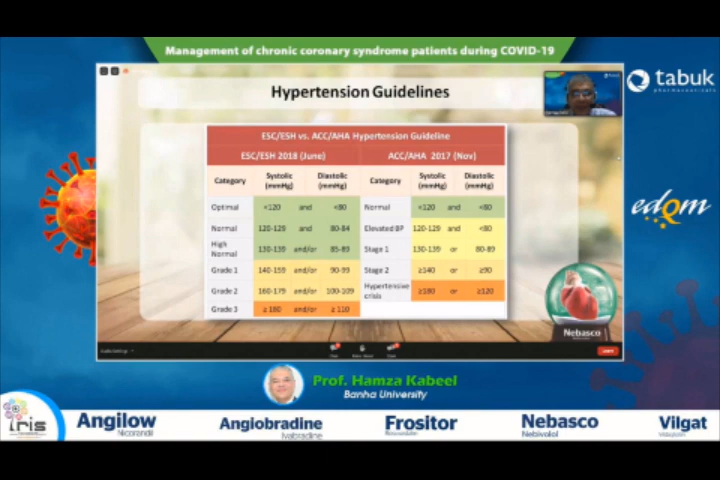 Management of chronic coronary syndrome patients during COVID-19
Hypertension Guidelines
tabuk
pharmaceuticals
ESC/ESH vs. ACC/AHA Hypertension Guideline
ESC/ESH 2018 (June) ACC/AHA 2017 (Nov)
Category Systolic (mmHg) Diastolic (mmHg) Category Systolic (mmHg) Diastolic (mmHg)
Optimal <120 and <80 Normal <120 and <80
Normal 120-129 and 80-84 Elevated BP 120-129 and <80
High Normal 130-139 and/or 85-89 Stage 1 130-139 or 80-89
Grade 1 140-159 and/or 90-99 Stage 2 ≥140 or ≥90
Grade 2 160-179 and/or 100-109 Hypertensive crisis ≥180 or ≥120
Grade 3 ≥ 180 and/or ≥ 110
edom
Nebasco
Prof. Hamza Kabeel
Banha University
iris
Angilow
Nicorandil
Angiobradine
Ivabradine
Frositor
Nebasco
Nebivolol
Vilgat